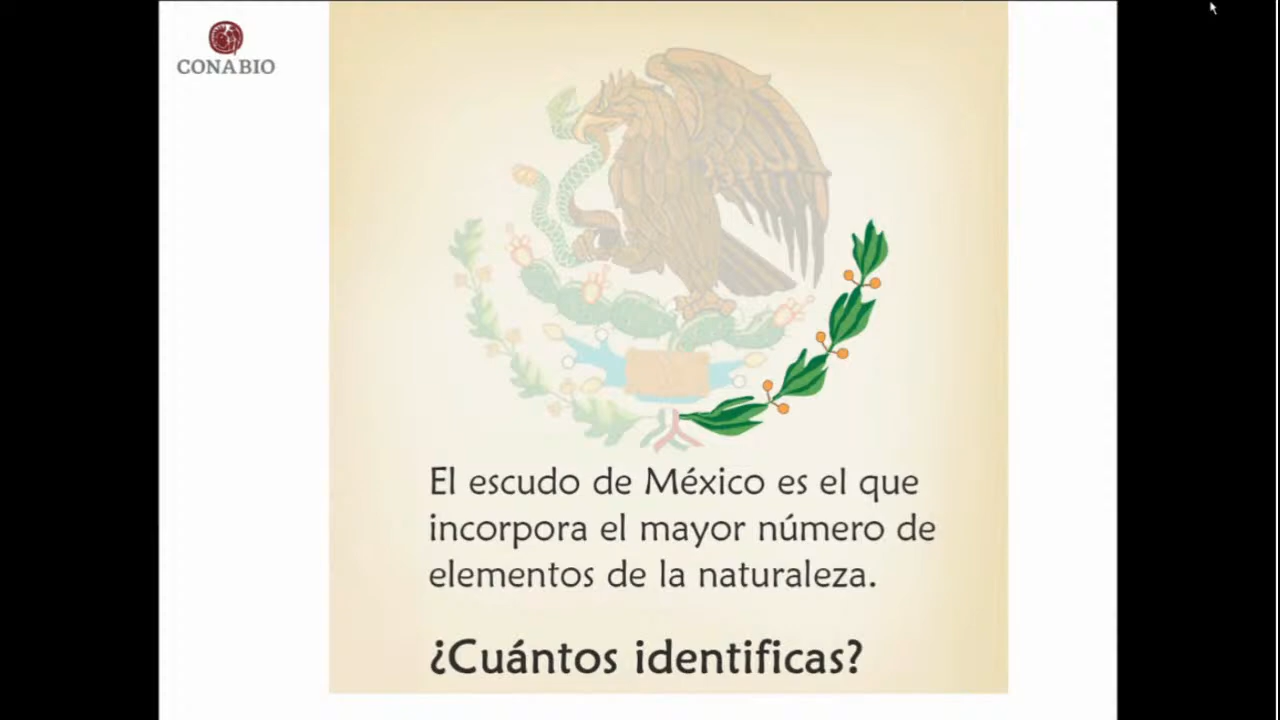 CONABIO
El escudo de México es el que
incorpora el mayor número de
elementos de la naturaleza.
¿Cuántos identificas?